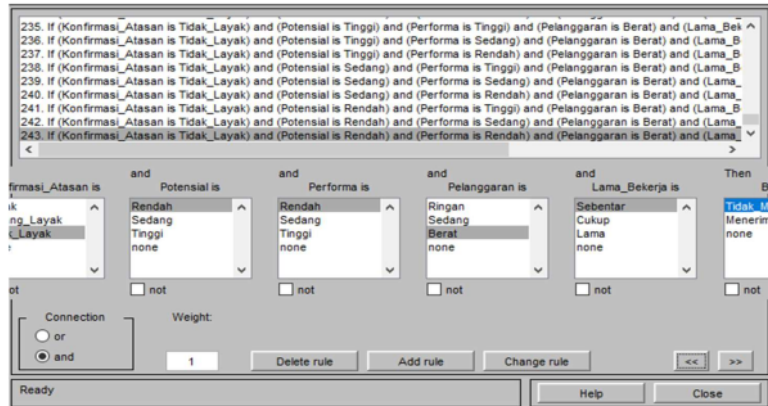 235. If (Konfirmasi_Atasan is Tidak_Layak) and (Potensial is Tinggi) and (Performa is Tinggi) and (Pelanggaran is Berat) and (Lama_Bek
236. If (Konfirmasi_Atasan is Tidak_Layak) and (Potensial is Tinggi) and (Performa is Sedang) and (Pelanggaran is Berat) and (Lama_B
237. If (Konfirmasi_Atasan is Tidak_Layak) and (Potensial is Tinggi) and (Performa is Rendah) and (Pelanggaran is Berat) and (Lama_B
238. If (Konfirmasi_Atasan is Tidak_Layak) and (Potensial is Sedang) and (Performa is Tinggi) and (Pelanggaran is Berat) and (Lama_B
239. If (Konfirmasi_Atasan is Tidak_Layak) and (Potensial is Sedang) and (Performa is Sedang) and (Pelanggaran is Berat) and (Lama_
240. If (Konfirmasi_Atasan is Tidak_Layak) and (Potensial is Sedang) and (Performa is Rendah) and (Pelanggaran is Berat) and (Lama_
241. If (Konfirmasi_Atasan is Tidak_Layak) and (Potensial is Rendah) and (Performa is Tinggi) and (Pelanggaran is Berat) and (Lama_B
242. If (Konfirmasi_Atasan is Tidak_Layak) and (Potensial is Rendah) and (Performa is Sedang) and (Pelanggaran is Berat) and (Lama_
243. If (Konfirmasi_Atasan is Tidak_Layak) and (Potensial is Rendah) and (Performa is Rendah) and (Pelanggaran is Berat) and (Lama_
and and and and Then
firmasi_Atasan is Potensial is Performa is Pelanggaran is Lama_Bekerja is B
ak Rendah Rendah Ringan Sebentar Tidak_M
ng_Layak Sedang Sedang Sedang Cukup Menerim
k_Layak Tinggi Tinggi Berat Lama none
none none none none
ot not not not not not
Connection Weight:
or
and 1 Delete rule Add rule Change rule << >>
Ready Help Close